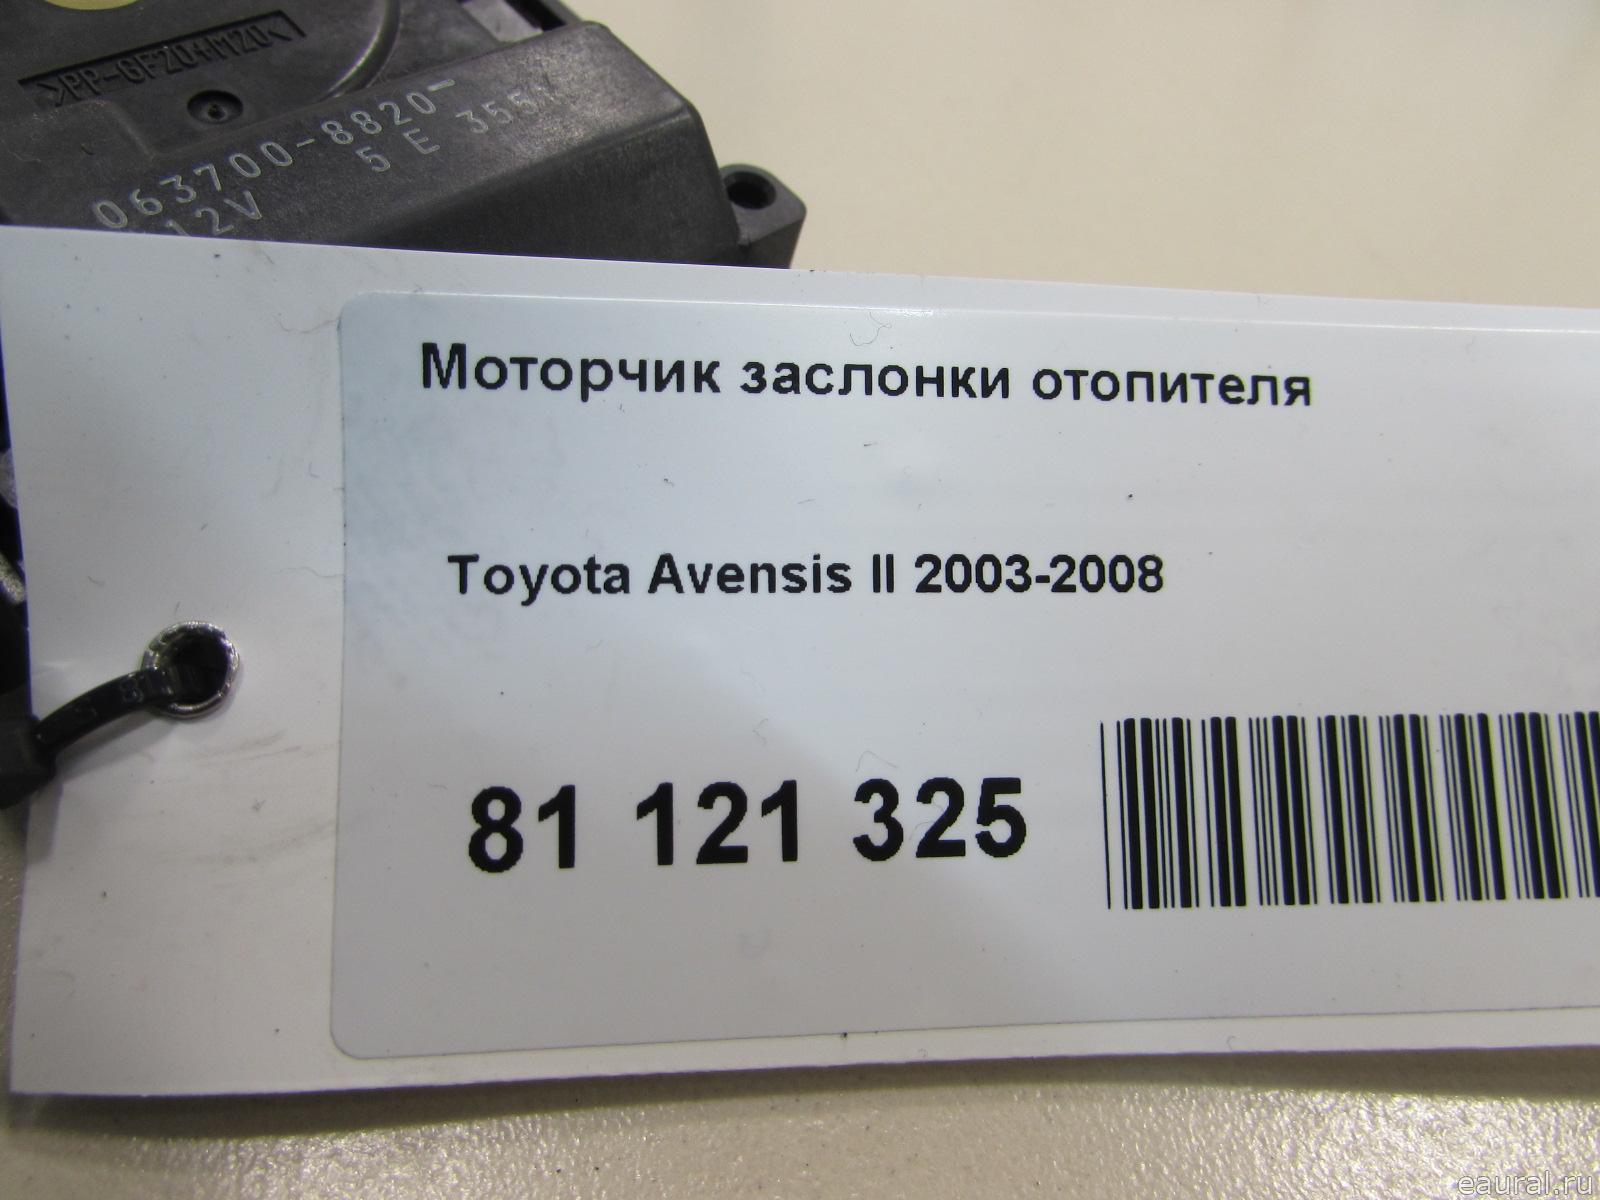 >PP-GF20+M20<
063700-8820-
12V 5 E
Моторчик заслонки отопителя
Toyota Avensis II 2003-2008
81 121 325
eaural.ru